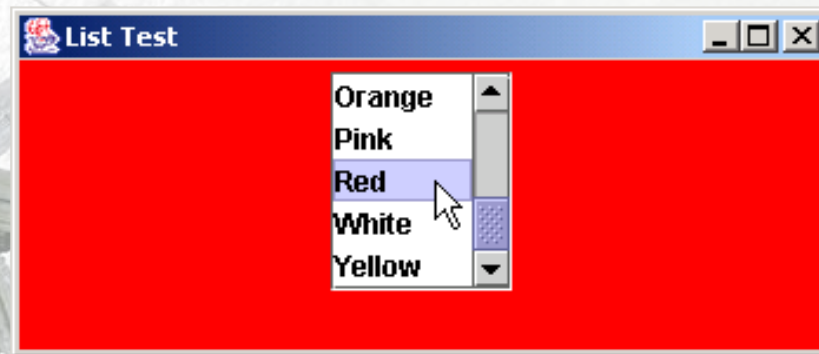 List Test
Orange
Pink
Red
White
Yellow